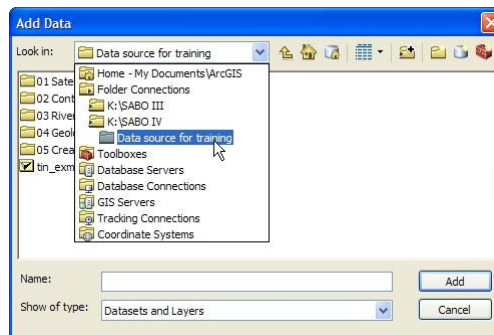 Add Data
Look in:
Data source for training
Home - My Documents\ArcGIS
Folder Connections
K:\SABO III
K:\SABO IV
Data source for training
Toolboxes
Database Servers
Database Connections
GIS Servers
Tracking Connections
Coordinate Systems
01 Sate
02 Cont
03 River
04 Geol
05 Crea
tin_exm
Name:
Add
Show of type:
Datasets and Layers
Cancel